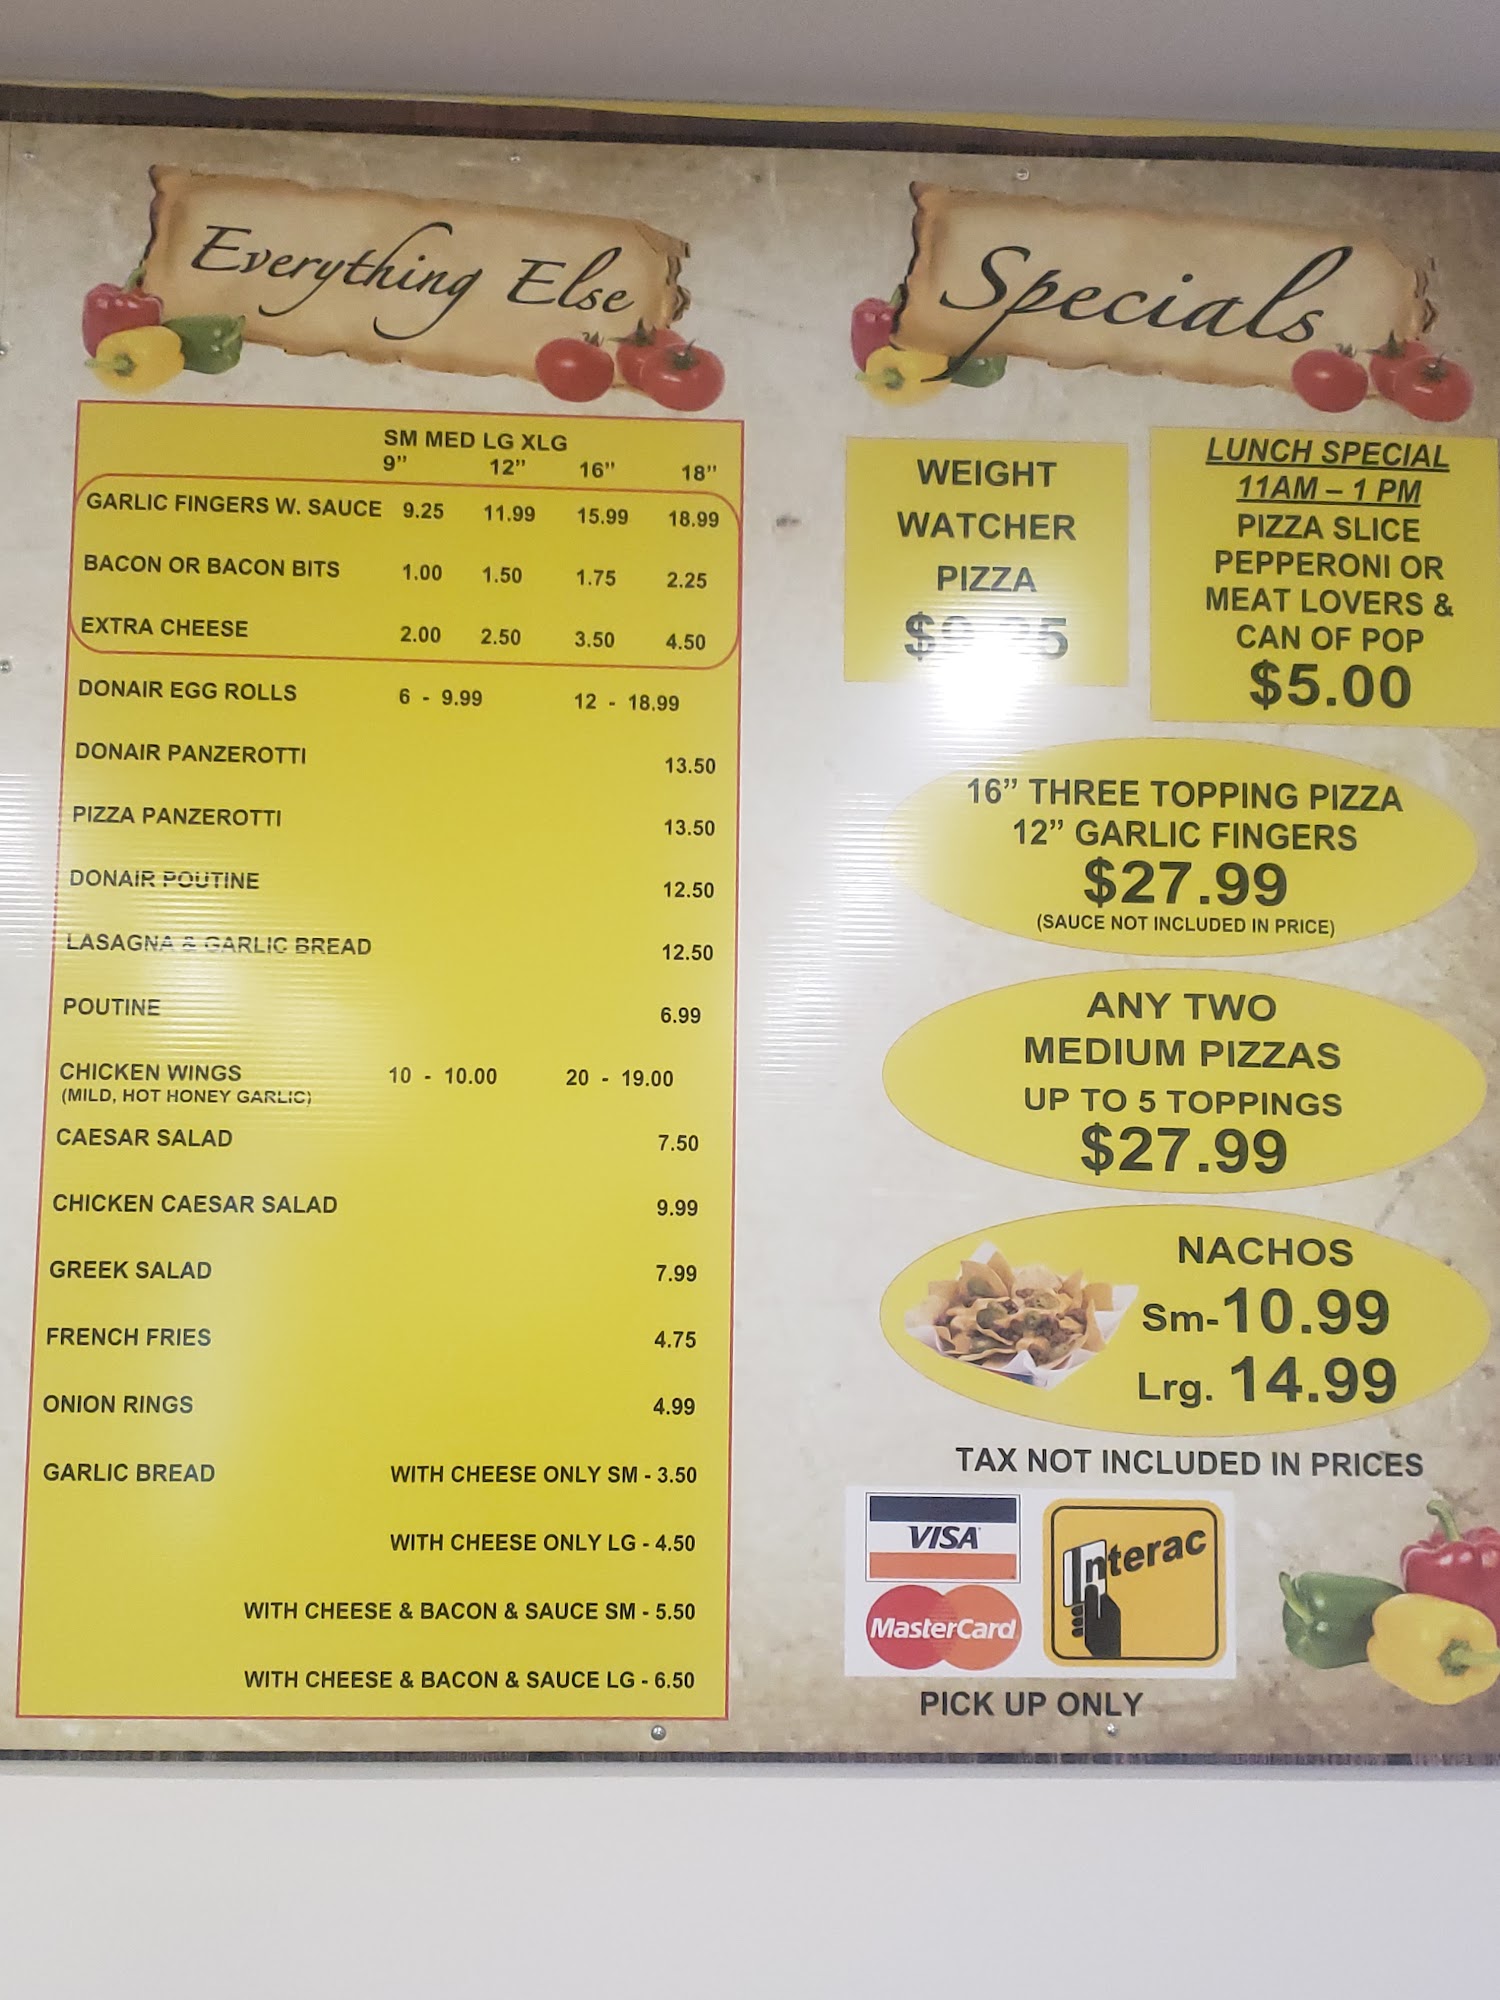 Everything Else
SM MED LG XLG
9" 12" 16" 18"
GARLIC FINGERS W. SAUCE 9.25 11.99 15.99 18.99
BACON OR BACON BITS 1.00 1.50 1.75 2.25
EXTRA CHEESE 2.00 2.50 3.50 4.50
DONAIR EGG ROLLS 6 - 9.99 12 - 18.99
DONAIR PANZEROTTI 13.50
PIZZA PANZEROTTI 13.50
DONAIR POUTINE 12.50
LASAGNA & GARLIC BREAD 12.50
POUTINE 6.99
CHICKEN WINGS 10 - 10.00 20 - 19.00
(MILD, HOT HONEY GARLIC)
CAESAR SALAD 7.50
CHICKEN CAESAR SALAD 9.99
GREEK SALAD 7.99
FRENCH FRIES 4.75
ONION RINGS 4.99
GARLIC BREAD WITH CHEESE ONLY SM - 3.50
WITH CHEESE ONLY LG - 4.50
WITH CHEESE & BACON & SAUCE SM - 5.50
WITH CHEESE & BACON & SAUCE LG - 6.50
Specials
WEIGHT
WATCHER
PIZZA
LUNCH SPECIAL
11AM – 1 PM
PIZZA SLICE
PEPPERONI OR
MEAT LOVERS &
CAN OF POP
$5.00
16" THREE TOPPING PIZZA
12" GARLIC FINGERS
$27.99
(SAUCE NOT INCLUDED IN PRICE)
ANY TWO
MEDIUM PIZZAS
UP TO 5 TOPPINGS
$27.99
NACHOS
Sm-10.99
Lrg. 14.99
TAX NOT INCLUDED IN PRICES
VISA
Interac
MasterCard
PICK UP ONLY